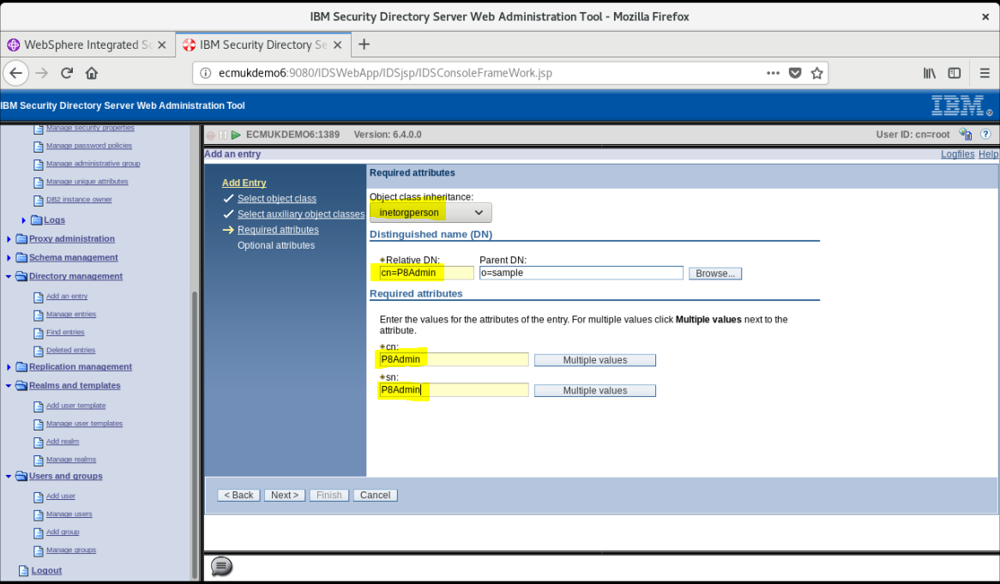 IBM Security Directory Server Web Administration Tool - Mozilla Firefox
WebSphere Integrated So
IBM Security Directory Se
ecmukdemo6:9080/IDSWebApp/IDSjsp/IDSConsoleFrameWork.jsp
IBM Security Directory Server Web Administration Tool
IBM
Manage security properties
Manage password policies
Manage administrative group
Manage unique attributes
DB2 instance owner
Logs
Proxy administration
Schema management
Directory management
Add an entry
Manage entries
Find entries
Deleted entries
Replication management
Realms and templates
Add user template
Manage user templates
Add realm
Manage realms
Users and groups
Add user
Manage users
Add group
Manage groups
Logout
ECMUKDEMO6:1389 Version: 6.4.0.0 User ID: cn=root ?
Add an entry Logfiles Help
Add Entry
Select object class
Select auxiliary object classes
Required attributes
Optional attributes
Required attributes
Object class inheritance:
inetorgperson
Distinguished name (DN)
Relative DN: Parent DN:
cn=P8Admin o=sample Browse...
Required attributes
Enter the values for the attributes of the entry. For multiple values click Multiple values next to the
attribute.
cn:
P8Admin Multiple values
sn:
P8Admin Multiple values
< Back Next > Finish Cancel